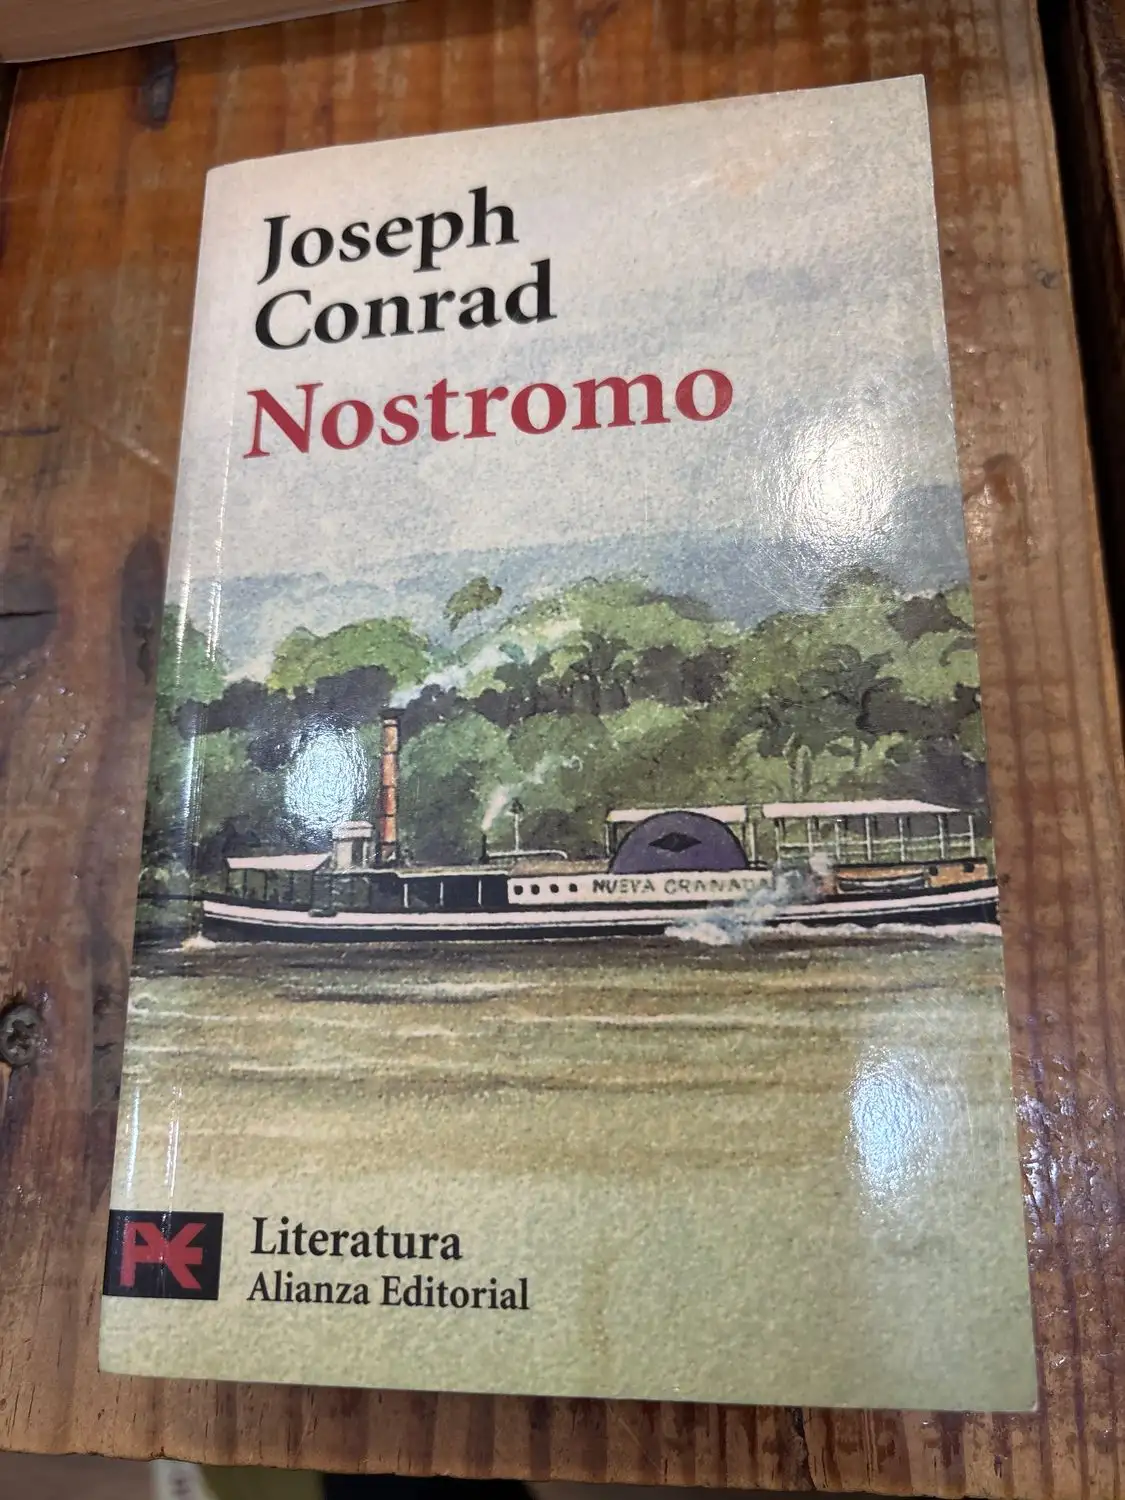 Joseph
Conrad
Nostromo
NUEVA GRANADA
Literatura
Alianza Editorial